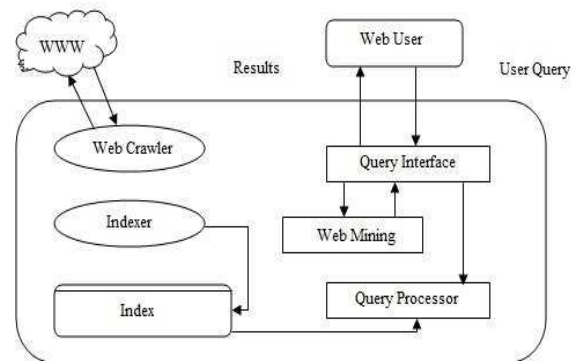 WWW
Web User
Results
User Query
Web Crawler
Query Interface
Indexer
Web Mining
Index
Query Processor